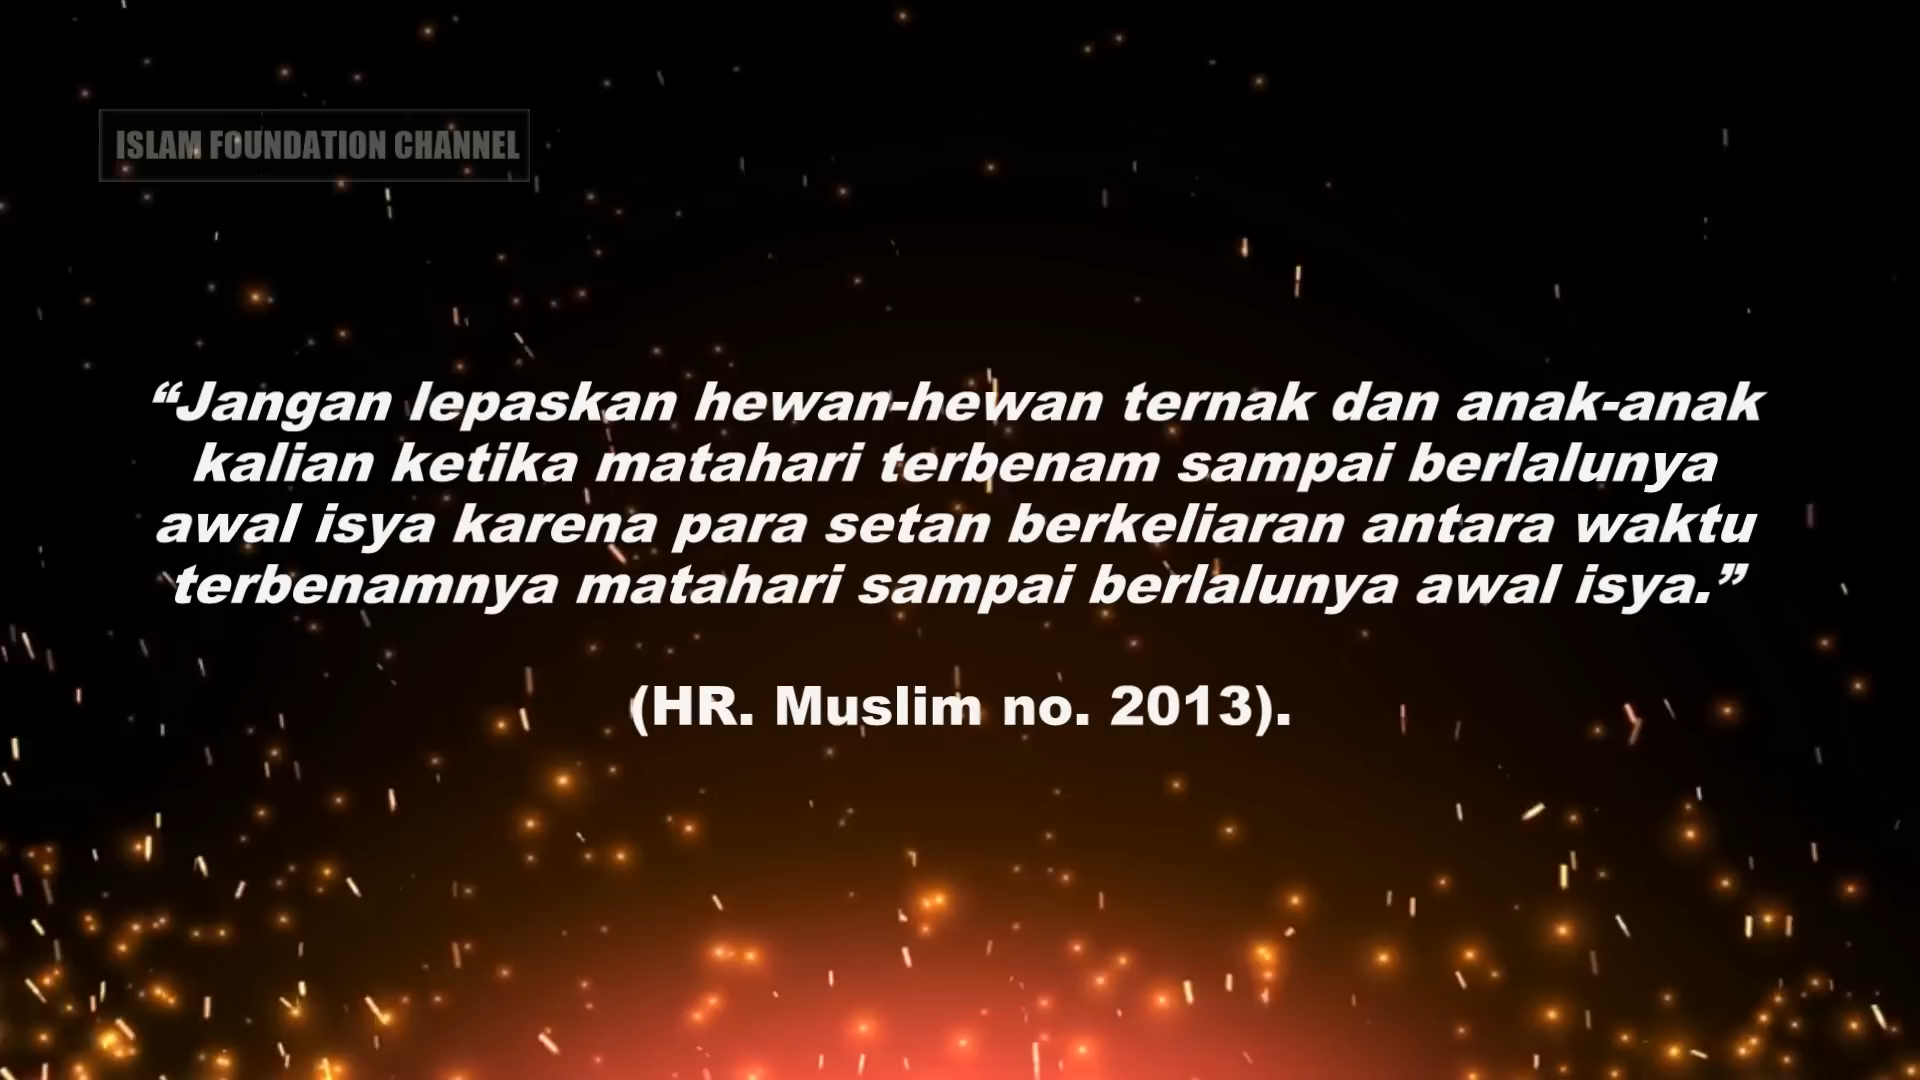 ISLAM FOUNDATION CHANNEL
“Jangan lepaskan hewan-hewan ternak dan anak-anak
kalian ketika matahari terbenam sampai berlalunya
awal isya karena para setan berkeliaran antara waktu
terbenamnya matahari sampai berlalunya awal isya.”
(HR. Muslim no. 2013).